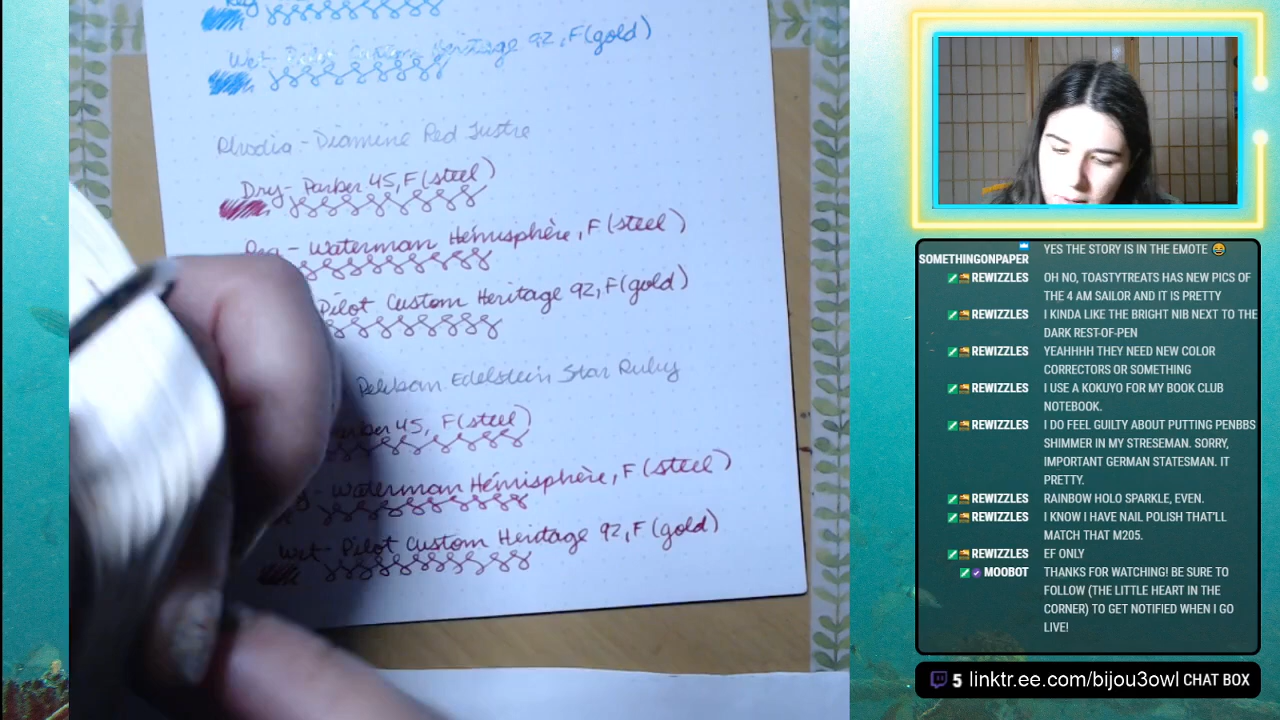 Wet- Pilot Custom Heritage 92, F(gold)
Rhodia - Diamine Red Lustre
Dry- Parker 45, F(steel)
Reg - Waterman Hémisphère, F(steel)
Pilot Custom Heritage 92, F(gold)
Pelikan Edelstein Star Ruby
45, F(steel)
Waterman Hémisphère, F(steel)
Wet- Pilot Custom Heritage 92, F(gold)
SOMETHINGONPAPER YES THE STORY IS IN THE EMOTE 😄
REWIZZLES OH NO, TOASTYTREATS HAS NEW PICS OF
THE 4 AM SAILOR AND IT IS PRETTY
REWIZZLES I KINDA LIKE THE BRIGHT NIB NEXT TO THE
DARK REST-OF-PEN
REWIZZLES YEAHHHH THEY NEED NEW COLOR
CORRECTORS OR SOMETHING
REWIZZLES I USE A KOKUYO FOR MY BOOK CLUB
NOTEBOOK.
REWIZZLES I DO FEEL GUILTY ABOUT PUTTING PENBBS
SHIMMER IN MY STRESEMAN. SORRY,
IMPORTANT GERMAN STATESMAN. IT
PRETTY.
REWIZZLES RAINBOW HOLO SPARKLE, EVEN.
REWIZZLES I KNOW I HAVE NAIL POLISH THAT'LL
MATCH THAT M205.
REWIZZLES EF ONLY
MOOBOT THANKS FOR WATCHING! BE SURE TO
FOLLOW (THE LITTLE HEART IN THE
CORNER) TO GET NOTIFIED WHEN I GO
LIVE!
5 linktr.ee.com/bijou3owl CHAT BOX